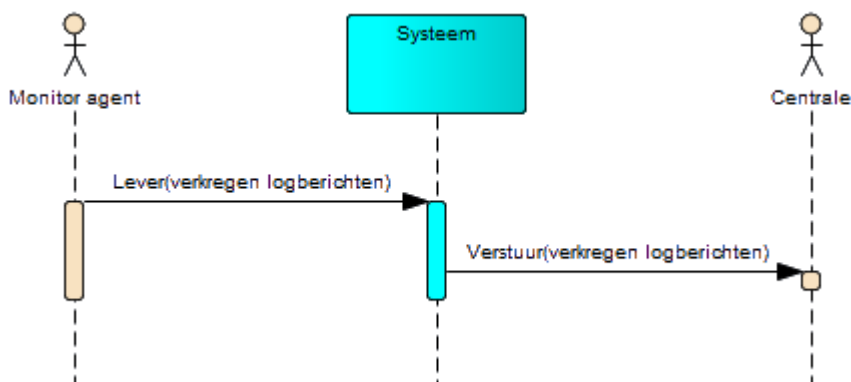 Systeem
Monitor agent
Centrale
Lever(verkregen logberichten)
Verstuur(verkregen logberichten)